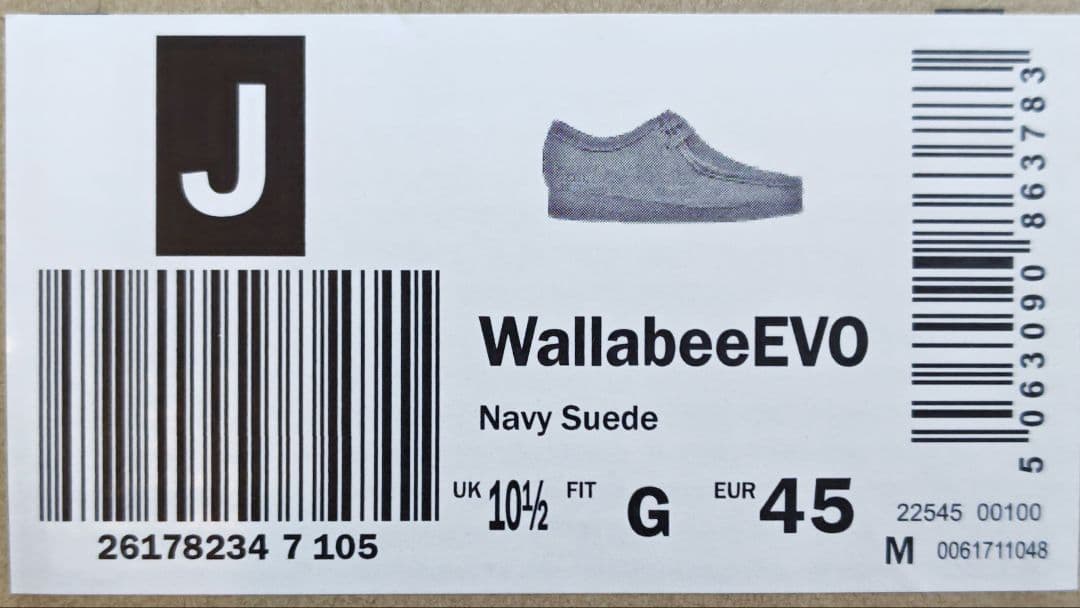 J
WallabeeEVO
Navy Suede
UK 10½ FIT G EUR 45
26178234 7 105
5 063090 863783
22545 00100
M 0061711048